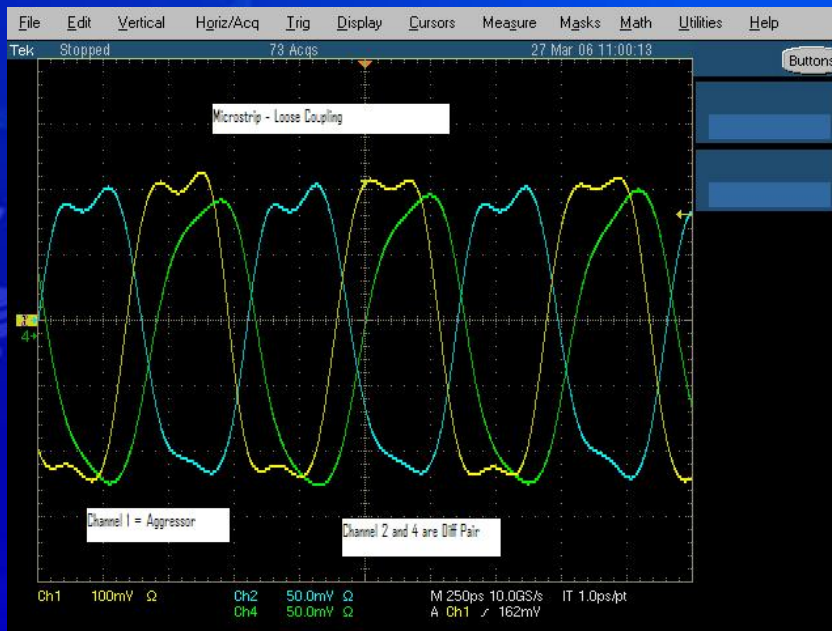 File Edit Vertical Horiz/Acq Trig Display Cursors Measure Masks Math Utilities Help
Tek Stopped 73 Acqs 27 Mar 06 11:00:13
Buttons
Microstrip - Loose Coupling
4
Channel 1 = Aggressor
Channel 2 and 4 are Diff Pair
Ch1 100mV Ω Ch2 50.0mV Ω M 250ps 10.0GS/s IT 1.0ps/pt
Ch4 50.0mV Ω A Ch1 / 162mV